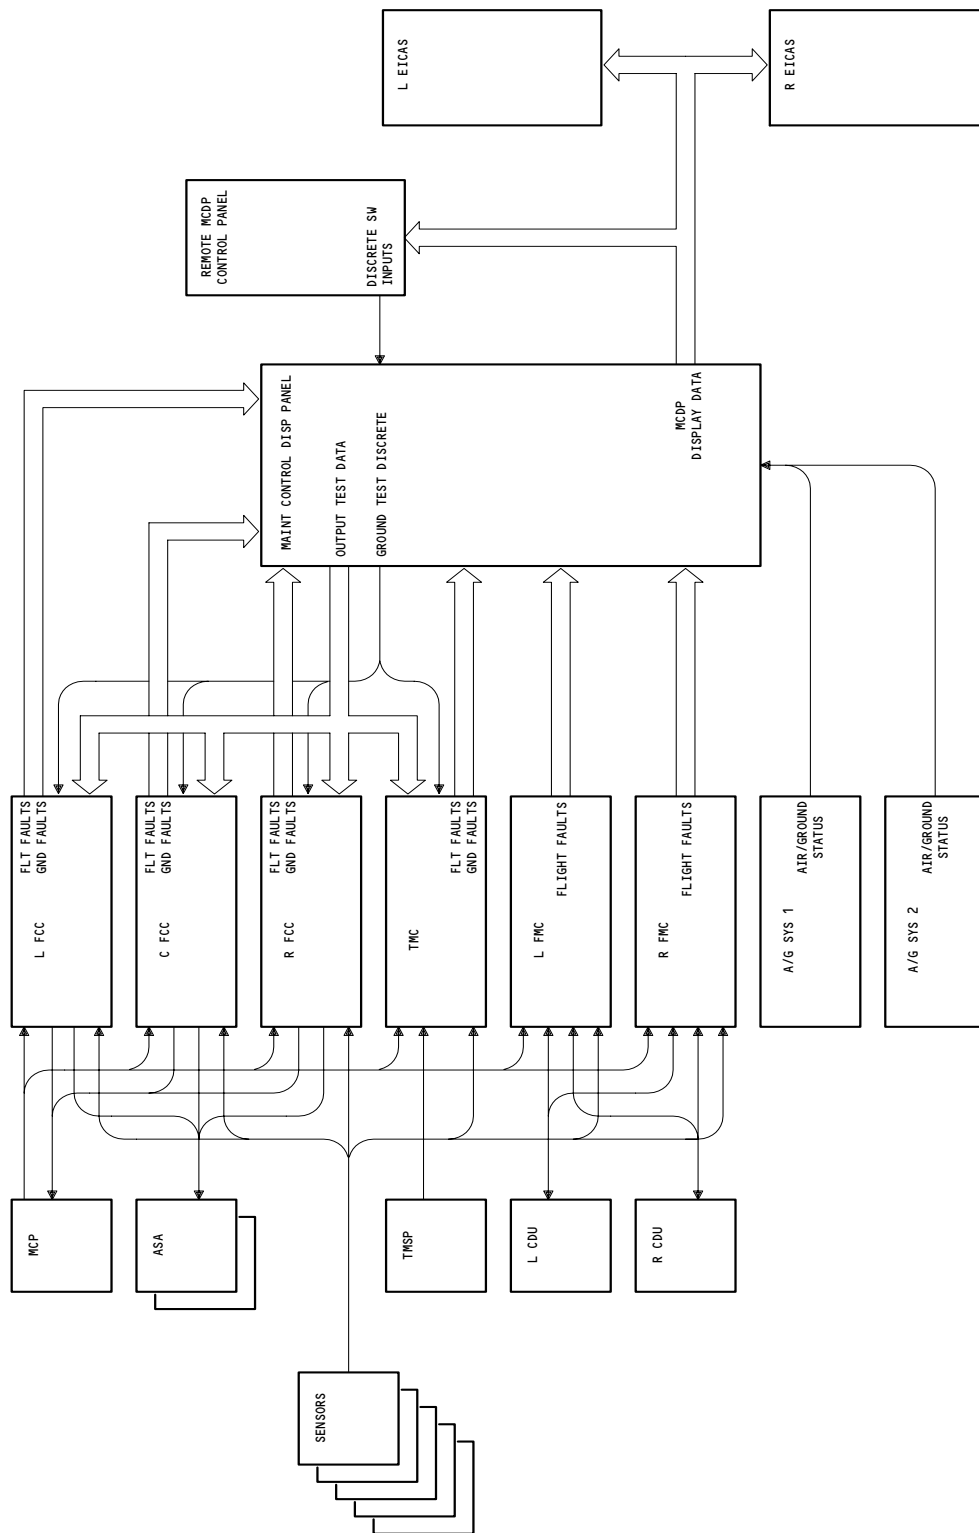 MCP
ASA
SENSORS
TMSP
L CDU
R CDU
L FCC
FLT FAULTS
GND FAULTS
C FCC
FLT FAULTS
GND FAULTS
R FCC
FLT FAULTS
GND FAULTS
TMC
FLT FAULTS
GND FAULTS
L FMC
FLIGHT FAULTS
R FMC
FLIGHT FAULTS
A/G SYS 1
AIR/GROUND
STATUS
A/G SYS 2
AIR/GROUND
STATUS
MAINT CONTROL DISP PANEL
OUTPUT TEST DATA
GROUND TEST DISCRETE
MCDP
DISPLAY DATA
REMOTE MCDP
CONTROL PANEL
DISCRETE SW
INPUTS
L EICAS
R EICAS